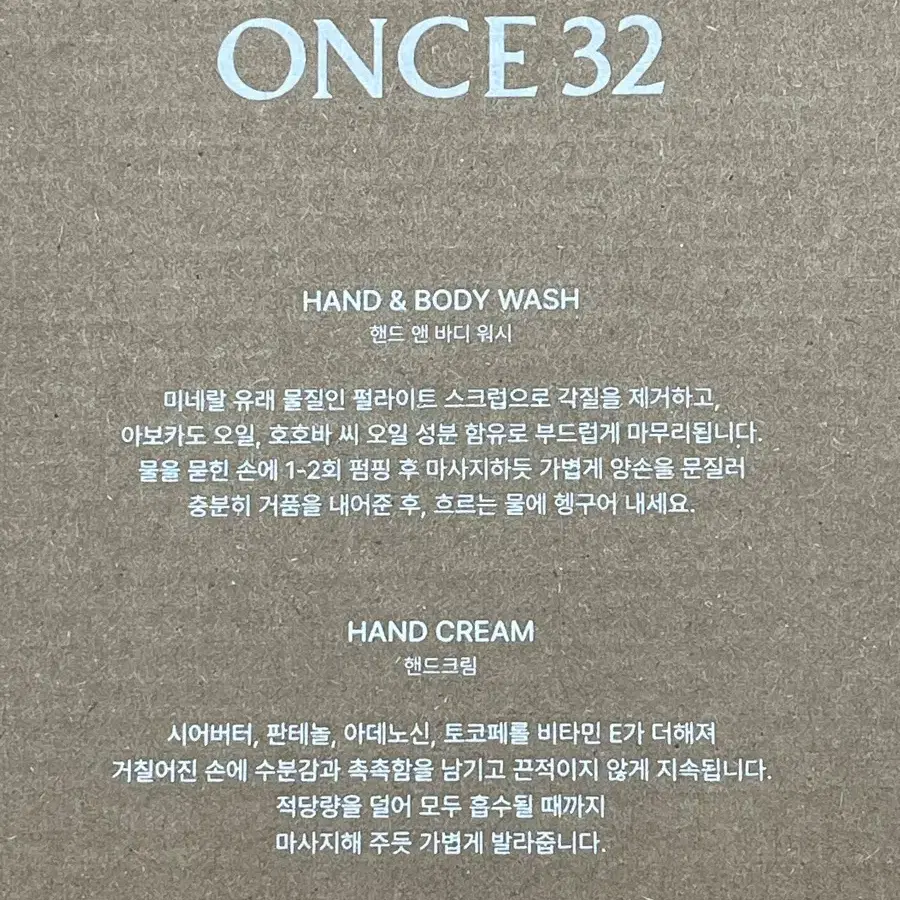 ONCE 32
HAND & BODY WASH
핸드 앤 바디 워시
미네랄 유래 물질인 펄라이트 스크럽으로 각질을 제거하고,
아보카도 오일, 호호바 씨 오일 성분 함유로 부드럽게 마무리됩니다.
물을 묻힌 손에 1-2회 펌핑 후 마사지하듯 가볍게 양손을 문질러
충분히 거품을 내어준 후, 흐르는 물에 헹구어 내세요.
HAND CREAM
핸드크림
시어버터, 판테놀, 아데노신, 토코페롤 비타민 E가 더해져
거칠어진 손에 수분감과 촉촉함을 남기고 끈적이지 않게 지속됩니다.
적당량을 덜어 모두 흡수될 때까지
마사지해 주듯 가볍게 발라줍니다.